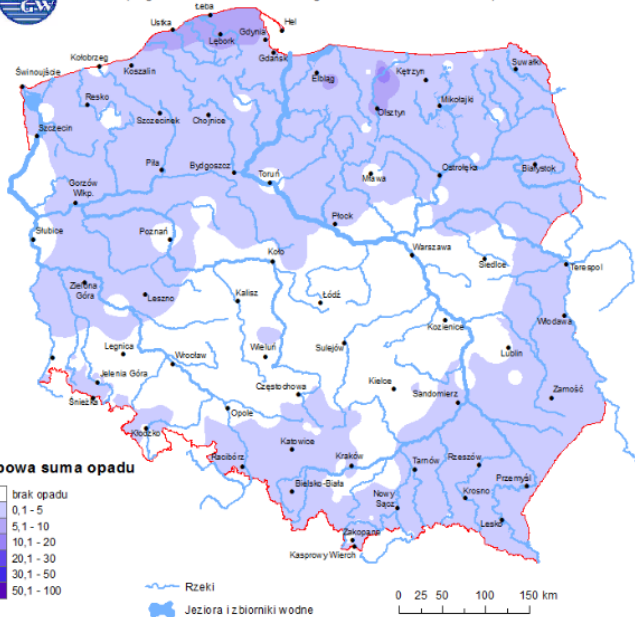 GW
Łeba
Ustka
Hel
Lębork
Gdynia
Gdańsk
Kołobrzeg
Koszalin
Elbląg
Kętrzyn
Suwałki
Świnoujście
Resko
Szczecinek
Chojnice
Olsztyn
Mikołajki
Szczecin
Piła
Bydgoszcz
Toruń
Mława
Ostrołęka
Białystok
Gorzów
Wlkp.
Płock
Słubice
Poznań
Koło
Warszawa
Siedlce
Terespol
Zielona
Góra
Leszno
Kalisz
Łódź
Kozienice
Włodawa
Legnica
Wrocław
Wieluń
Sulejów
Lublin
Jelenia Góra
Śnieżka
Częstochowa
Kielce
Sandomierz
Zamość
Opole
Kłodzko
Racibórz
Katowice
Kraków
Tarnów
Rzeszów
Przemyśl
Bielsko-Biała
Nowy
Sącz
Krosno
Lesko
Zakopane
Kasprowy Wierch
bowa suma opadu
brak opadu
0,1 - 5
5,1 - 10
10,1 - 20
20,1 - 30
30,1 - 50
50,1 - 100
Rzeki
Jeziora i zbiorniki wodne
0 25 50 100 150 km